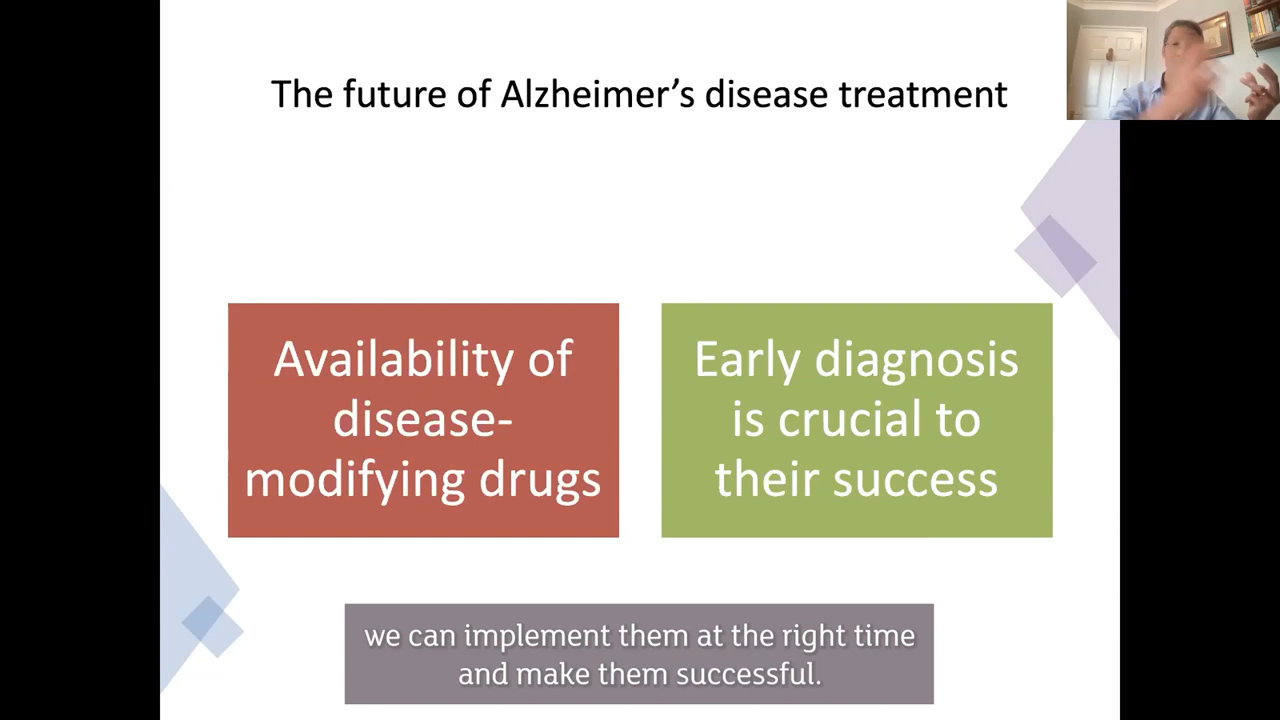 The future of Alzheimer’s disease treatment
Availability of
disease-
modifying drugs
Early diagnosis
is crucial to
their success
we can implement them at the right time
and make them successful.